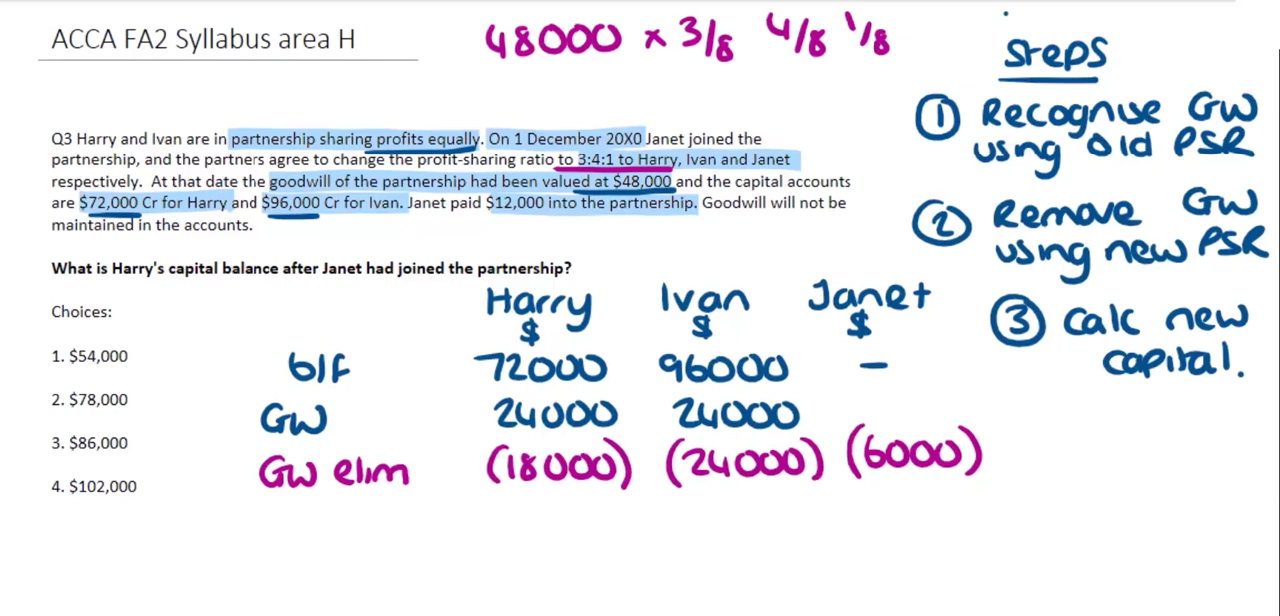 ACCA FA2 Syllabus area H
48000 x 3/8 4/8 1/8
Steps
① Recognise GW
using Old PSR
② Remove GW
using new PSR
③ Calc new
capital.
Q3 Harry and Ivan are in partnership sharing profits equally. On 1 December 20X0 Janet joined the
partnership, and the partners agree to change the profit-sharing ratio to 3:4:1 to Harry, Ivan and Janet
respectively. At that date the goodwill of the partnership had been valued at $48,000 and the capital accounts
are $72,000 Cr for Harry and $96,000 Cr for Ivan. Janet paid $12,000 into the partnership. Goodwill will not be
maintained in the accounts.
What is Harry's capital balance after Janet had joined the partnership?
Choices:
1. $54,000
2. $78,000
3. $86,000
4. $102,000
Harry Ivan Janet
$ $ $
b/f 72000 96000 –
GW 24000 24000
GW elim (18000) (24000) (6000)